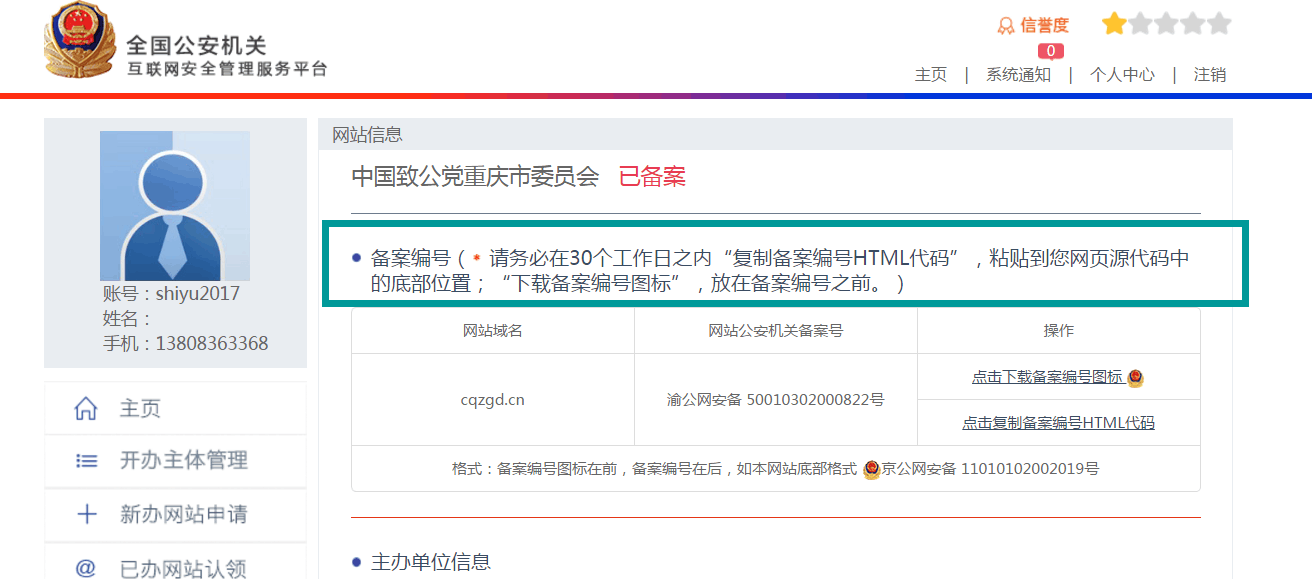 全国公安机关
互联网安全管理服务平台
信誉度
0
主页 | 系统通知 | 个人中心 | 注销
账号：shiyu2017
姓名：
手机：13808363368
主页
开办主体管理
新办网站申请
@ 已办网站认领
网站信息
中国致公党重庆市委员会 已备案
备案编号（ * 请务必在30个工作日之内“复制备案编号HTML代码”，粘贴到您网页源代码中
的底部位置；“下载备案编号图标”，放在备案编号之前。）
网站域名 网站公安机关备案号 操作
cqzgd.cn 渝公网安备 50010302000822号
点击下载备案编号图标
点击复制备案编号HTML代码
格式：备案编号图标在前，备案编号在后，如本网站底部格式 京公网安备 11010102002019号
主办单位信息